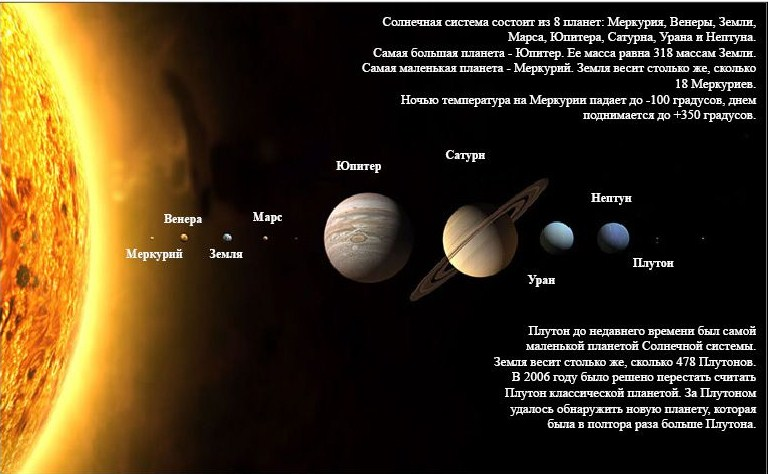 Солнечная система состоит из 8 планет: Меркурия, Венеры, Земли,
Марса, Юпитера, Сатурна, Урана и Нептуна.
Самая большая планета - Юпитер. Ее масса равна 318 массам Земли.
Самая маленькая планета - Меркурий. Земля весит столько же, сколько
18 Меркуриев.
Ночью температура на Меркурии падает до -100 градусов, днем
поднимается до +350 градусов.
Сатурн
Юпитер
Нептун
Венера
Марс
Меркурий
Земля
Плутон
Уран
Плутон до недавнего времени был самой
маленькой планетой Солнечной системы.
Земля весит столько же, сколько 478 Плутонов.
В 2006 году было решено перестать считать
Плутон классической планетой. За Плутоном
удалось обнаружить новую планету, которая
была в полтора раза больше Плутона.